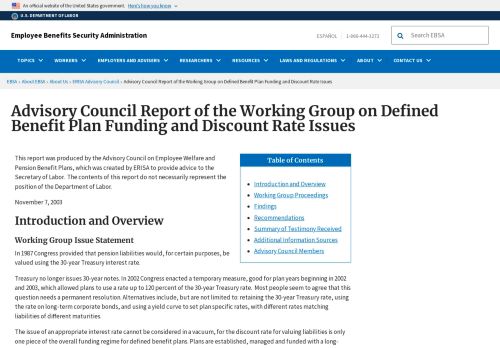 An official website of the United States government. Here's how you know
U.S. DEPARTMENT OF LABOR
Employee Benefits Security Administration
ESPAÑOL | 1-866-444-3272
Search EBSA
TOPICS WORKERS EMPLOYERS AND ADVISERS RESEARCHERS RESOURCES LAWS AND REGULATIONS ABOUT CONTACT US
EBSA › About EBSA › About Us › ERISA Advisory Council › Advisory Council Report of the Working Group on Defined Benefit Plan Funding and Discount Rate Issues
Advisory Council Report of the Working Group on Defined
Benefit Plan Funding and Discount Rate Issues
This report was produced by the Advisory Council on Employee Welfare and
Pension Benefit Plans, which was created by ERISA to provide advice to the
Secretary of Labor. The contents of this report do not necessarily represent the
position of the Department of Labor.
November 7, 2003
Table of Contents
Introduction and Overview
Working Group Proceedings
Findings
Recommendations
Summary of Testimony Received
Additional Information Sources
Advisory Council Members
Introduction and Overview
Working Group Issue Statement
In 1987 Congress provided that pension liabilities would, for certain purposes, be
valued using the 30-year Treasury interest rate.
Treasury no longer issues 30-year notes. In 2002 Congress enacted a temporary measure, good for plan years beginning in 2002
and 2003, which allowed plans to use a rate up to 120 percent of the 30-year Treasury rate. Most people seem to agree that this
question needs a permanent resolution. Alternatives include, but are not limited to: retaining the 30-year Treasury rate, using
the rate on long-term corporate bonds, and using a yield curve to set plan specific rates, with different rates matching
liabilities of different maturities.
The issue of an appropriate interest rate cannot be considered in a vacuum, for the discount rate for valuing liabilities is only
one piece of the overall funding regime for defined benefit plans. Plans are established, managed and funded with a long-